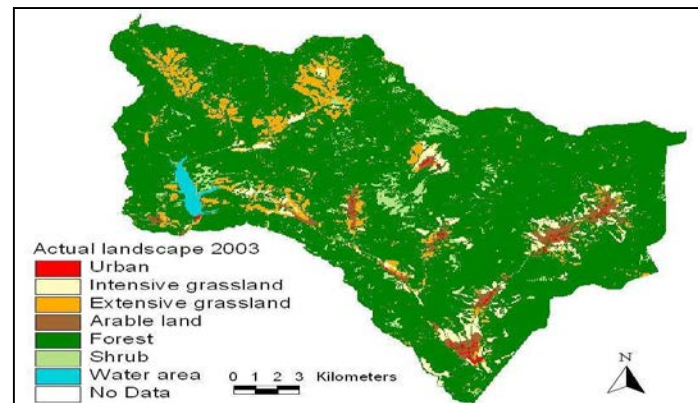 Actual landscape 2003
Urban
Intensive grassland
Extensive grassland
Arable land
Forest
Shrub
Water area
No Data
0 1 2 3 Kilometers
N